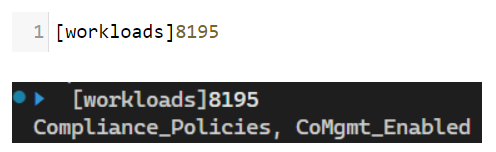 1 [workloads]8195
[workloads]8195
Compliance_Policies, CoMgmt_Enabled